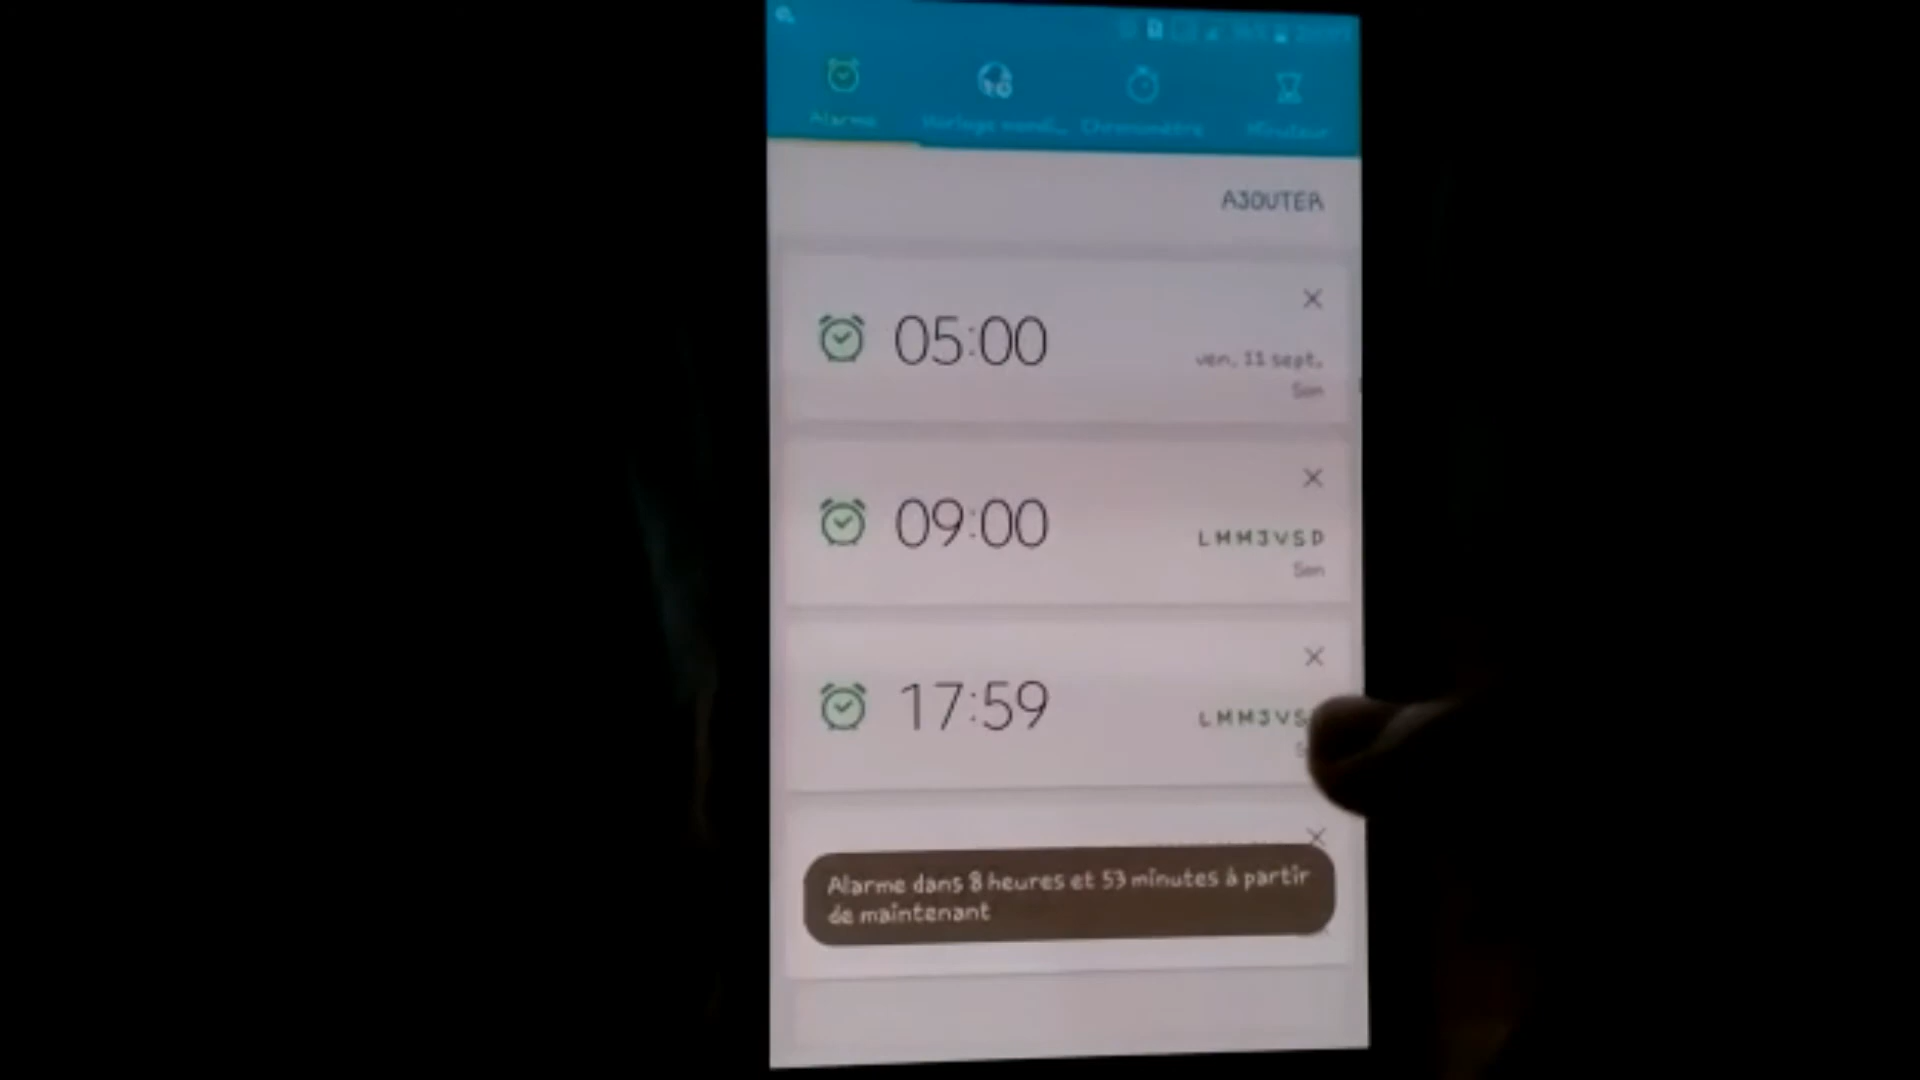 Alarme Horloge mondi... Chronomètre Minuteur
AJOUTER
05:00
ven. 11 sept.
Son
09:00
LMMJVSD
Son
17:59
LMMJVS
Alarme dans 8 heures et 53 minutes à partir
de maintenant